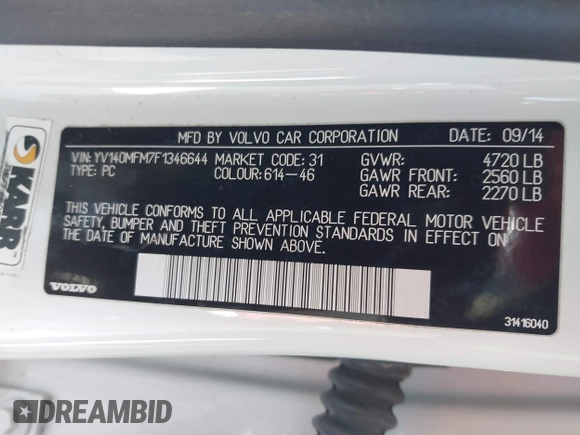 MFD BY VOLVO CAR CORPORATION DATE: 09/14
VIN: YV140MFM7F1346644 MARKET CODE: 31 GVWR: 4720 LB
TYPE: PC COLOUR: 614-46 GAWR FRONT: 2560 LB
GAWR REAR: 2270 LB
THIS VEHICLE CONFORMS TO ALL APPLICABLE FEDERAL MOTOR VEHICLE
SAFETY, BUMPER AND THEFT PREVENTION STANDARDS IN EFFECT ON
THE DATE OF MANUFACTURE SHOWN ABOVE.
VOLVO
31416040
KARR
DREAMBID